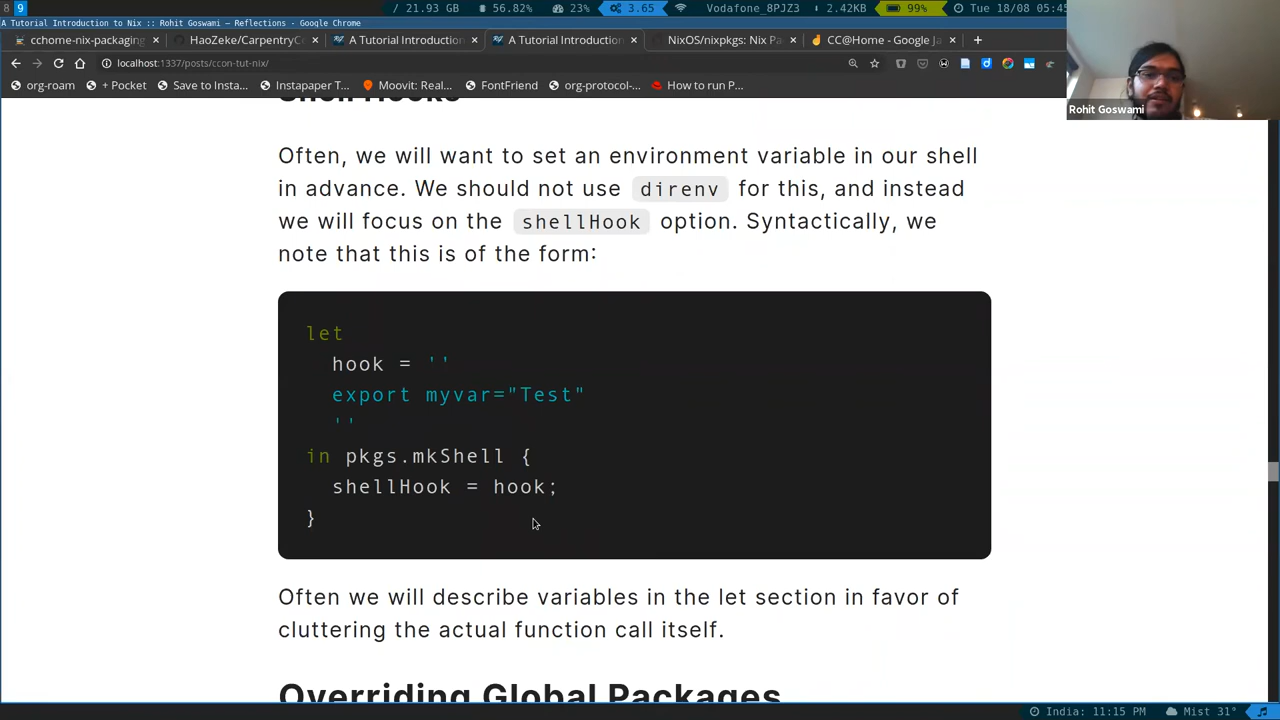 8 9 / 21.93 GB 56.82% 23% 3.65 Vodafone_8PJZ3 2.42KB 99% Tue 18/08 05:45
A Tutorial Introduction to Nix :: Rohit Goswami — Reflections - Google Chrome
cchome-nix-packaging × HaoZeke/CarpentryC × A Tutorial Introduction × A Tutorial Introduction × NixOS/nixpkgs: Nix Pa × CC@Home - Google Ja × +
localhost:1337/posts/ccon-tut-nix/
org-roam + Pocket Save to Insta... Instapaper T... Moovit: Real... FontFriend org-protocol-... How to run P...
Rohit Goswami
Shell Hooks
Often, we will want to set an environment variable in our shell
in advance. We should not use direnv for this, and instead
we will focus on the shellHook option. Syntactically, we
note that this is of the form:
let
hook = ''
export myvar="Test"
''
in pkgs.mkShell {
shellHook = hook;
}
Often we will describe variables in the let section in favor of
cluttering the actual function call itself.
Overriding Global Packages
India: 11:15 PM Mist 31°